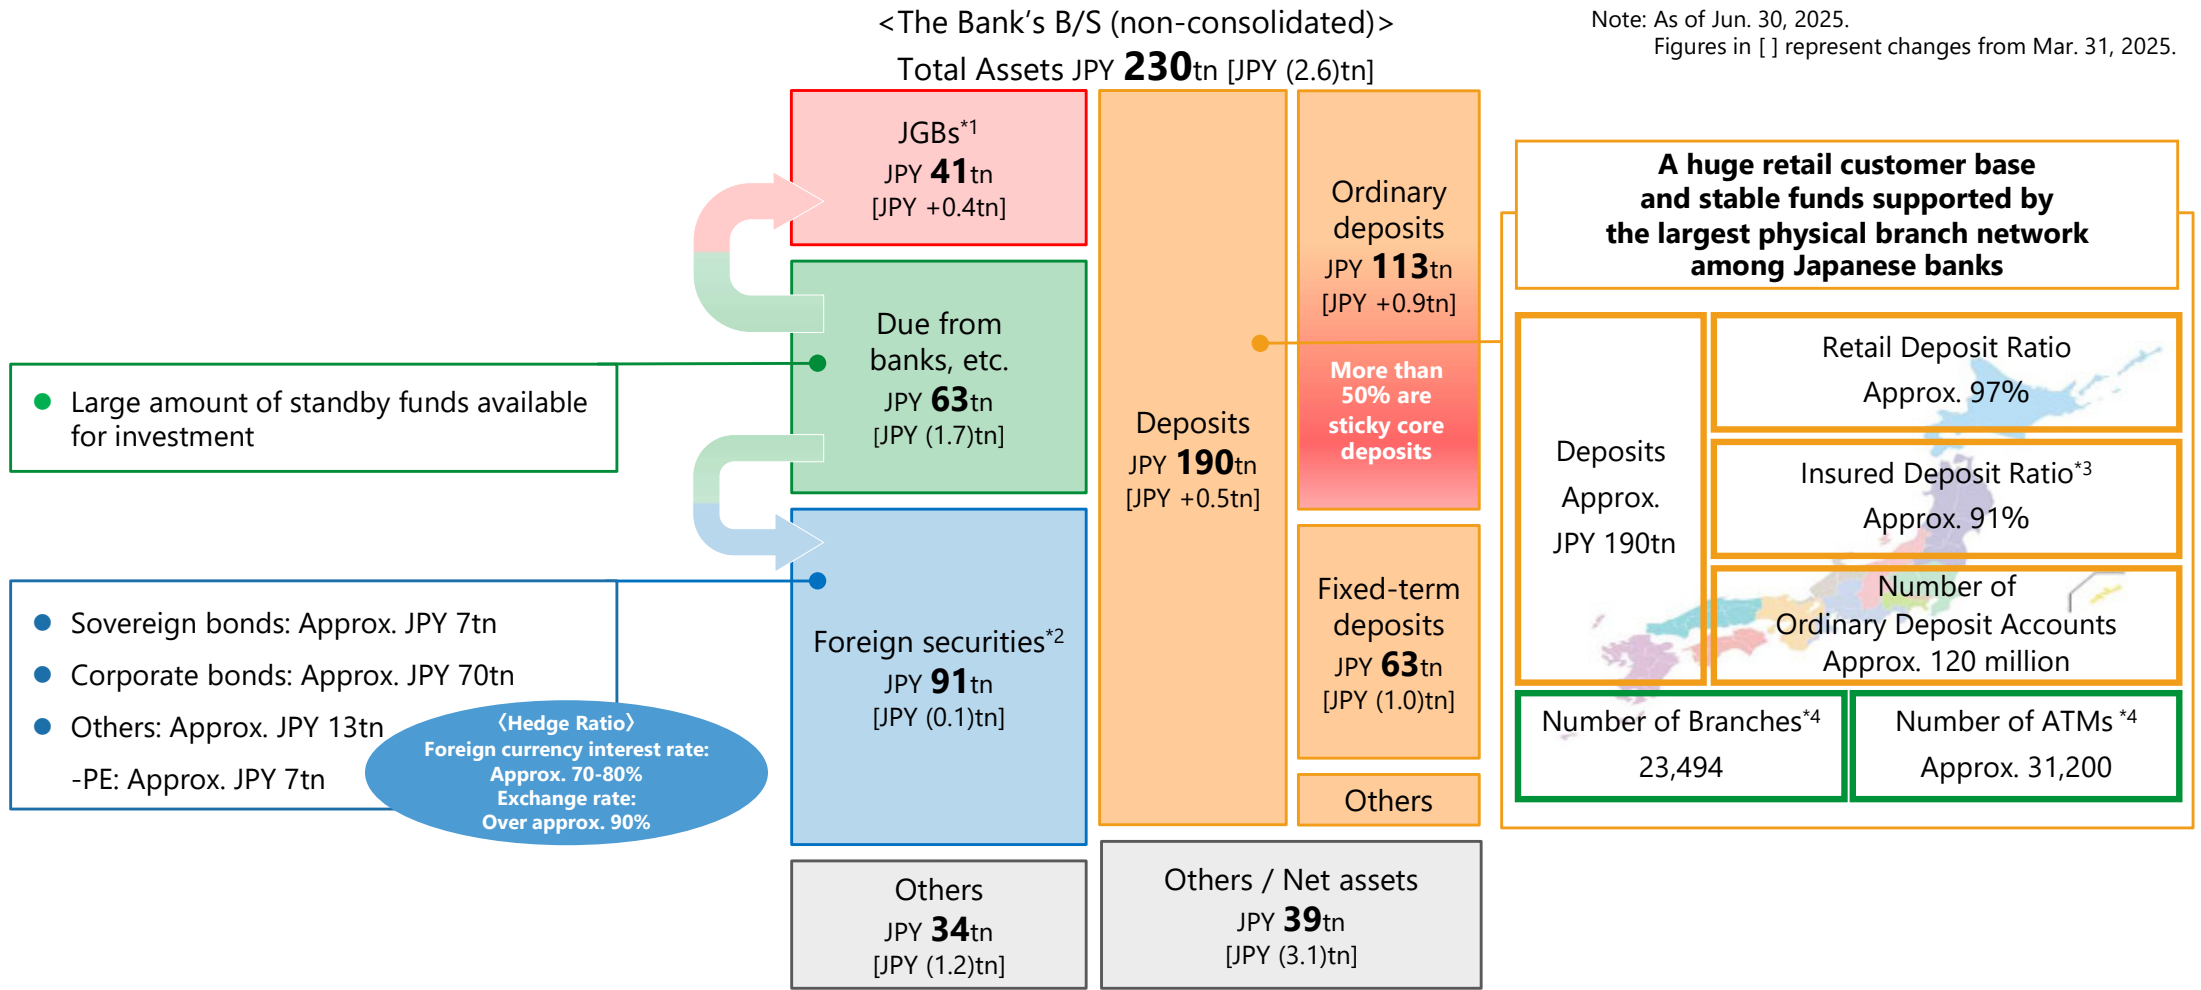 <The Bank's B/S (non-consolidated)>
Total Assets JPY 230tn [JPY (2.6)tn]
Note: As of Jun. 30, 2025.
Figures in [ ] represent changes from Mar. 31, 2025.
JGBs*1
JPY 41tn
[JPY +0.4tn]
Due from
banks, etc.
JPY 63tn
[JPY (1.7)tn]
Large amount of standby funds available
for investment
Foreign securities*2
JPY 91tn
[JPY (0.1)tn]
Sovereign bonds: Approx. JPY 7tn
Corporate bonds: Approx. JPY 70tn
Others: Approx. JPY 13tn
-PE: Approx. JPY 7tn
〈Hedge Ratio〉
Foreign currency interest rate:
Approx. 70-80%
Exchange rate:
Over approx. 90%
Others
JPY 34tn
[JPY (1.2)tn]
Deposits
JPY 190tn
[JPY +0.5tn]
Ordinary
deposits
JPY 113tn
[JPY +0.9tn]
More than
50% are
sticky core
deposits
Fixed-term
deposits
JPY 63tn
[JPY (1.0)tn]
Others
Others / Net assets
JPY 39tn
[JPY (3.1)tn]
A huge retail customer base
and stable funds supported by
the largest physical branch network
among Japanese banks
Deposits
Approx.
JPY 190tn
Retail Deposit Ratio
Approx. 97%
Insured Deposit Ratio*3
Approx. 91%
Number of
Ordinary Deposit Accounts
Approx. 120 million
Number of Branches*4
23,494
Number of ATMs *4
Approx. 31,200